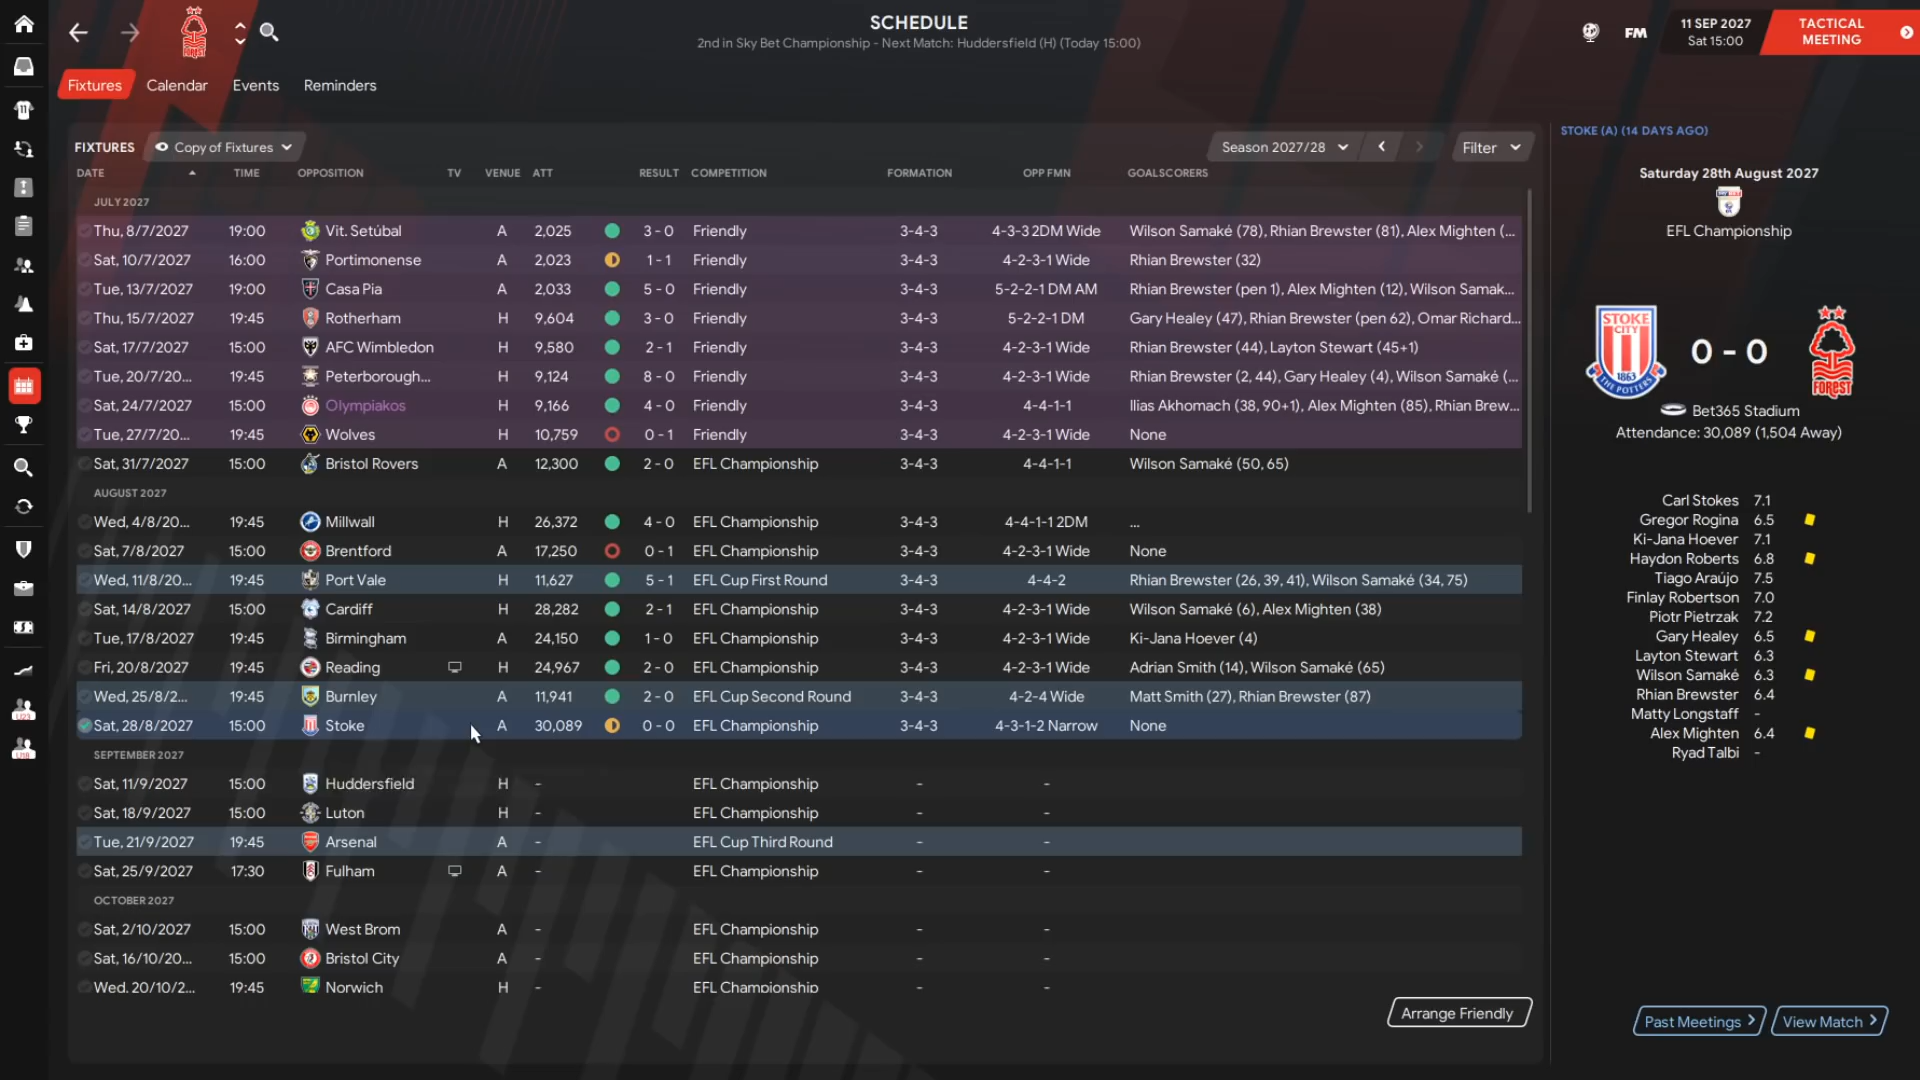 SCHEDULE
2nd in Sky Bet Championship - Next Match: Huddersfield (H) (Today 15:00)
FOREST
FM
11 SEP 2027
Sat 15:00
TACTICAL
MEETING
Fixtures Calendar Events Reminders
FIXTURES Copy of Fixtures Season 2027/28 Filter
DATE TIME OPPOSITION TV VENUE ATT RESULT COMPETITION FORMATION OPP FMN GOALSCORERS
JULY 2027
Thu, 8/7/2027 19:00 Vit. Setúbal A 2,025 3 - 0 Friendly 3-4-3 4-3-3 2DM Wide Wilson Samaké (78), Rhian Brewster (81), Alex Mighten (...
Sat, 10/7/2027 16:00 Portimonense A 2,023 1 - 1 Friendly 3-4-3 4-2-3-1 Wide Rhian Brewster (32)
Tue, 13/7/2027 19:00 Casa Pia A 2,033 5 - 0 Friendly 3-4-3 5-2-2-1 DM AM Rhian Brewster (pen 1), Alex Mighten (12), Wilson Samak...
Thu, 15/7/2027 19:45 Rotherham H 9,604 3 - 0 Friendly 3-4-3 5-2-2-1 DM Gary Healey (47), Rhian Brewster (pen 62), Omar Richard...
Sat, 17/7/2027 15:00 AFC Wimbledon H 9,580 2 - 1 Friendly 3-4-3 4-2-3-1 Wide Rhian Brewster (44), Layton Stewart (45+1)
Tue, 20/7/20... 19:45 Peterborough... H 9,124 8 - 0 Friendly 3-4-3 4-2-3-1 Wide Rhian Brewster (2, 44), Gary Healey (4), Wilson Samaké (...
Sat, 24/7/2027 15:00 Olympiakos H 9,166 4 - 0 Friendly 3-4-3 4-4-1-1 Ilias Akhomach (38, 90+1), Alex Mighten (85), Rhian Brew...
Tue, 27/7/20... 19:45 Wolves H 10,759 0 - 1 Friendly 3-4-3 4-2-3-1 Wide None
Sat, 31/7/2027 15:00 Bristol Rovers A 12,300 2 - 0 EFL Championship 3-4-3 4-4-1-1 Wilson Samaké (50, 65)
AUGUST 2027
Wed, 4/8/20... 19:45 Millwall H 26,372 4 - 0 EFL Championship 3-4-3 4-4-1-1 2DM ...
Sat, 7/8/2027 15:00 Brentford A 17,250 0 - 1 EFL Championship 3-4-3 4-2-3-1 Wide None
Wed, 11/8/20... 19:45 Port Vale H 11,627 5 - 1 EFL Cup First Round 3-4-3 4-4-2 Rhian Brewster (26, 39, 41), Wilson Samaké (34, 75)
Sat, 14/8/2027 15:00 Cardiff H 28,282 2 - 1 EFL Championship 3-4-3 4-2-3-1 Wide Wilson Samaké (6), Alex Mighten (38)
Tue, 17/8/2027 19:45 Birmingham A 24,150 1 - 0 EFL Championship 3-4-3 4-2-3-1 Wide Ki-Jana Hoever (4)
Fri, 20/8/2027 19:45 Reading H 24,967 2 - 0 EFL Championship 3-4-3 4-2-3-1 Wide Adrian Smith (14), Wilson Samaké (65)
Wed, 25/8/2... 19:45 Burnley A 11,941 2 - 0 EFL Cup Second Round 3-4-3 4-2-4 Wide Matt Smith (27), Rhian Brewster (87)
Sat, 28/8/2027 15:00 Stoke A 30,089 0 - 0 EFL Championship 3-4-3 4-3-1-2 Narrow None
SEPTEMBER 2027
Sat, 11/9/2027 15:00 Huddersfield H - EFL Championship - -
Sat, 18/9/2027 15:00 Luton H - EFL Championship - -
Tue, 21/9/2027 19:45 Arsenal A - EFL Cup Third Round - -
Sat, 25/9/2027 17:30 Fulham A - EFL Championship - -
OCTOBER 2027
Sat, 2/10/2027 15:00 West Brom A - EFL Championship - -
Sat, 16/10/20... 15:00 Bristol City A - EFL Championship - -
Wed, 20/10/2... 19:45 Norwich H - EFL Championship - -
Arrange Friendly
STOKE (A) (14 DAYS AGO)
Saturday 28th August 2027
EFL Championship
STOKE
CITY
1863
THE POTTERS
0 - 0
FOREST
Bet365 Stadium
Attendance: 30,089 (1,504 Away)
Carl Stokes 7.1
Gregor Rogina 6.5
Ki-Jana Hoever 7.1
Haydon Roberts 6.8
Tiago Araújo 7.5
Finlay Robertson 7.0
Piotr Pietrzak 7.2
Gary Healey 6.5
Layton Stewart 6.3
Wilson Samaké 6.3
Rhian Brewster 6.4
Matty Longstaff -
Alex Mighten 6.4
Ryad Talbi -
Past Meetings View Match
11
U23
U18